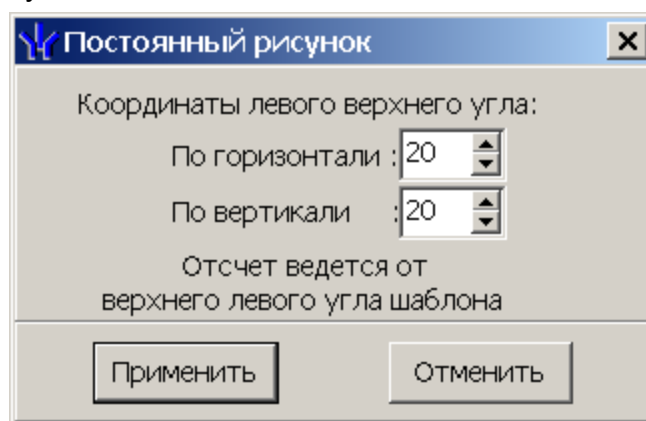 Постоянный рисунок
Координаты левого верхнего угла:
По горизонтали : 20
По вертикали : 20
Отсчет ведется от
верхнего левого угла шаблона
Применить Отменить